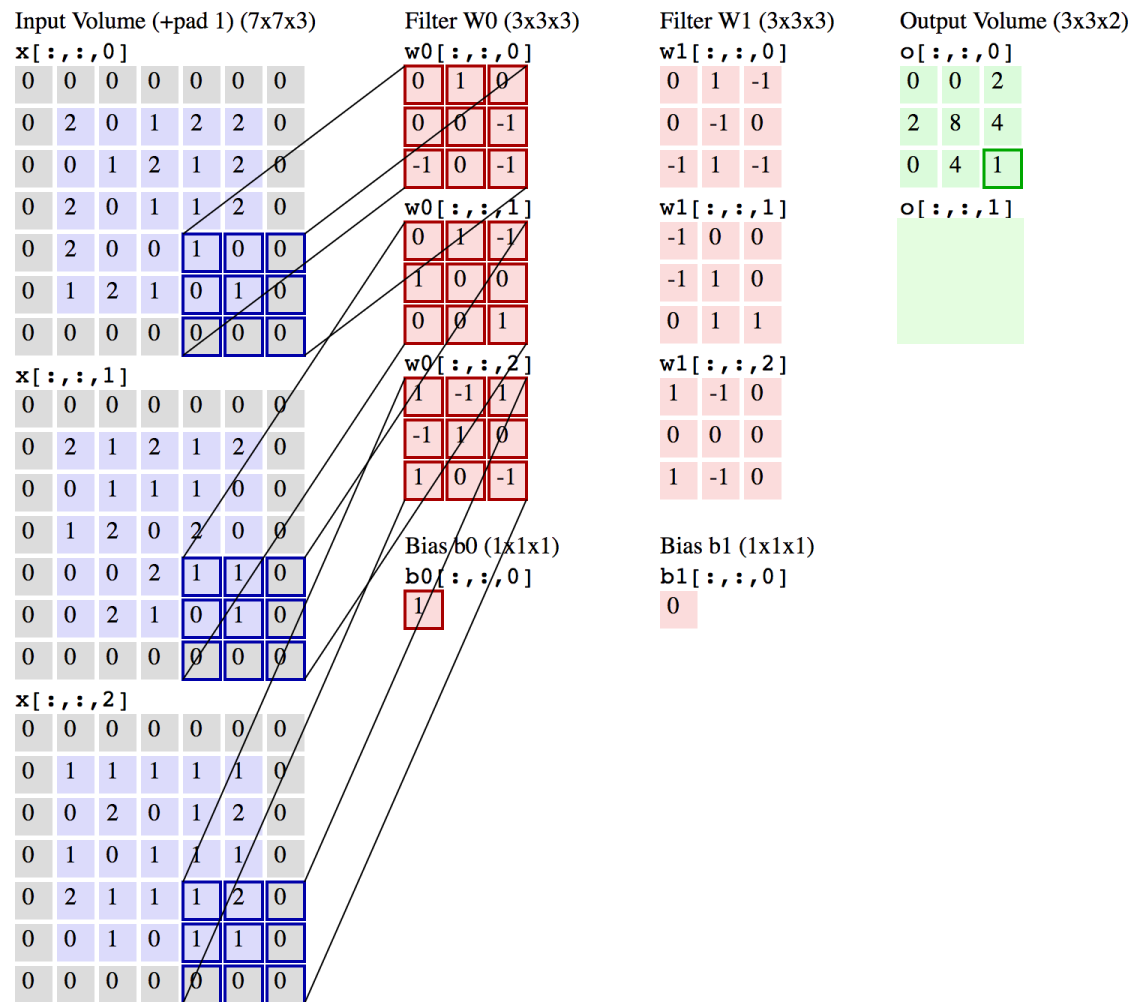 Input Volume (+pad 1) (7x7x3)
x[:,:,0]
0 0 0 0 0 0 0
0 2 0 1 2 2 0
0 0 1 2 1 2 0
0 2 0 1 1 2 0
0 2 0 0 1 0 0
0 1 2 1 0 1 0
0 0 0 0 0 0 0
x[:,:,1]
0 0 0 0 0 0 0
0 2 1 2 1 2 0
0 0 1 1 1 0 0
0 1 2 0 2 0 0
0 0 0 2 1 1 0
0 0 2 1 0 1 0
0 0 0 0 0 0 0
x[:,:,2]
0 0 0 0 0 0 0
0 1 1 1 1 1 0
0 0 2 0 1 2 0
0 1 0 1 1 1 0
0 2 1 1 1 2 0
0 0 1 0 1 1 0
0 0 0 0 0 0 0
Filter W0 (3x3x3)
w0[:,:,0]
0 1 0
0 0 -1
-1 0 -1
w0[:,:,1]
0 1 -1
1 0 0
0 0 1
w0[:,:,2]
1 -1 1
-1 1 0
1 0 -1
Bias b0 (1x1x1)
b0[:,:,0]
1
Filter W1 (3x3x3)
w1[:,:,0]
0 1 -1
0 -1 0
-1 1 -1
w1[:,:,1]
-1 0 0
-1 1 0
0 1 1
w1[:,:,2]
1 -1 0
0 0 0
1 -1 0
Bias b1 (1x1x1)
b1[:,:,0]
0
Output Volume (3x3x2)
o[:,:,0]
0 0 2
2 8 4
0 4 1
o[:,:,1]